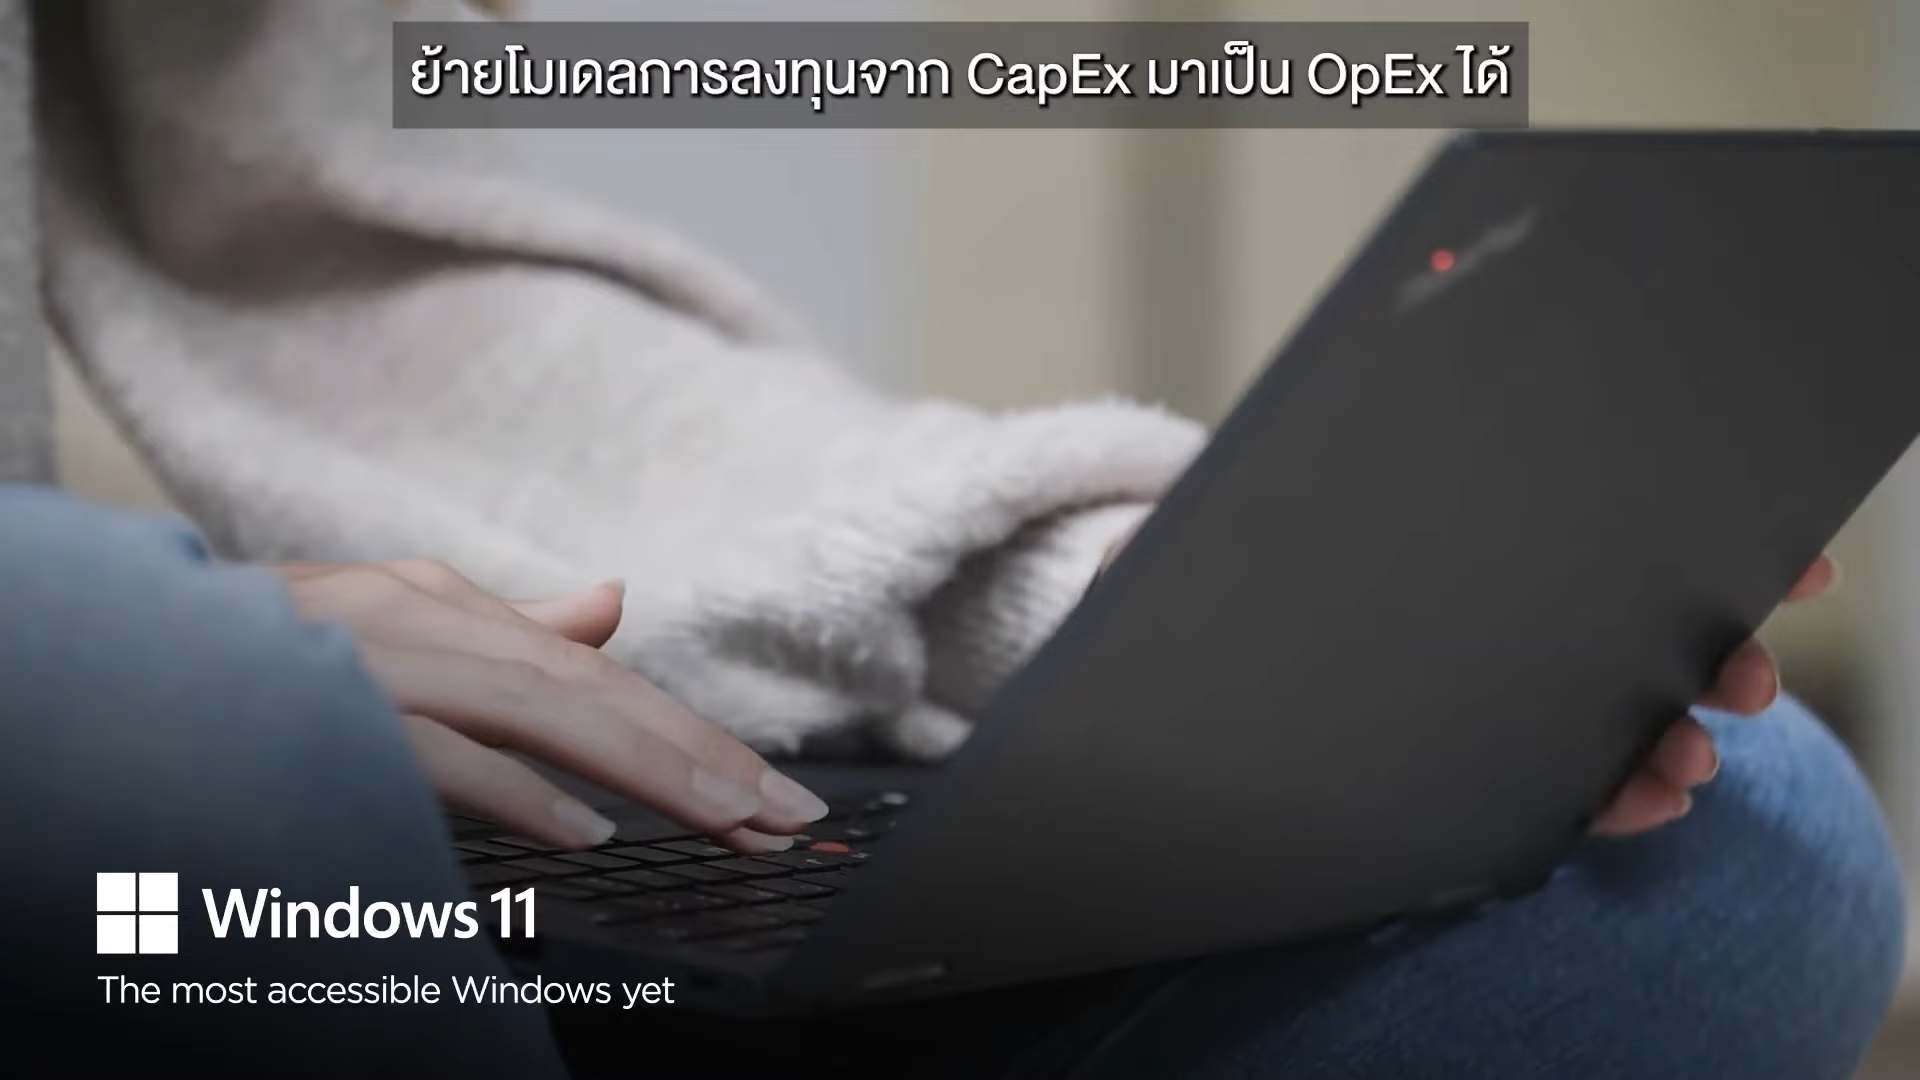 ย้ายโมเดลการลงทุนจาก CapEx มาเป็น OpEx ได้
Windows 11
The most accessible Windows yet